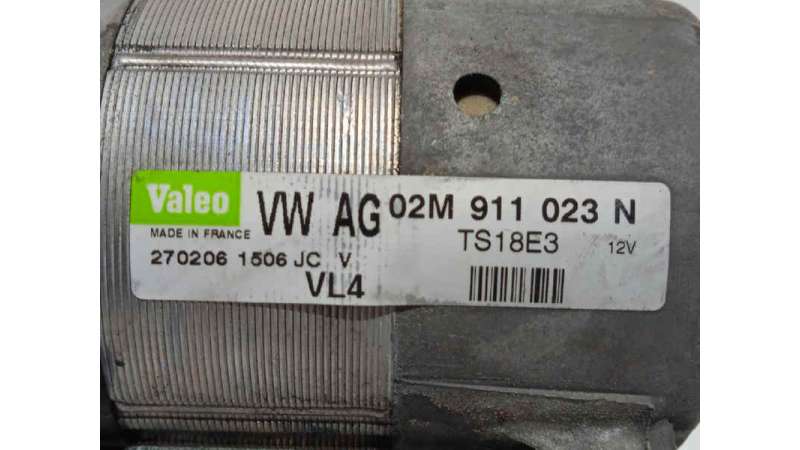 Valeo VW AG 02M 911 023 N
MADE IN FRANCE TS18E3 12V
270206 1506 JC V
VL4